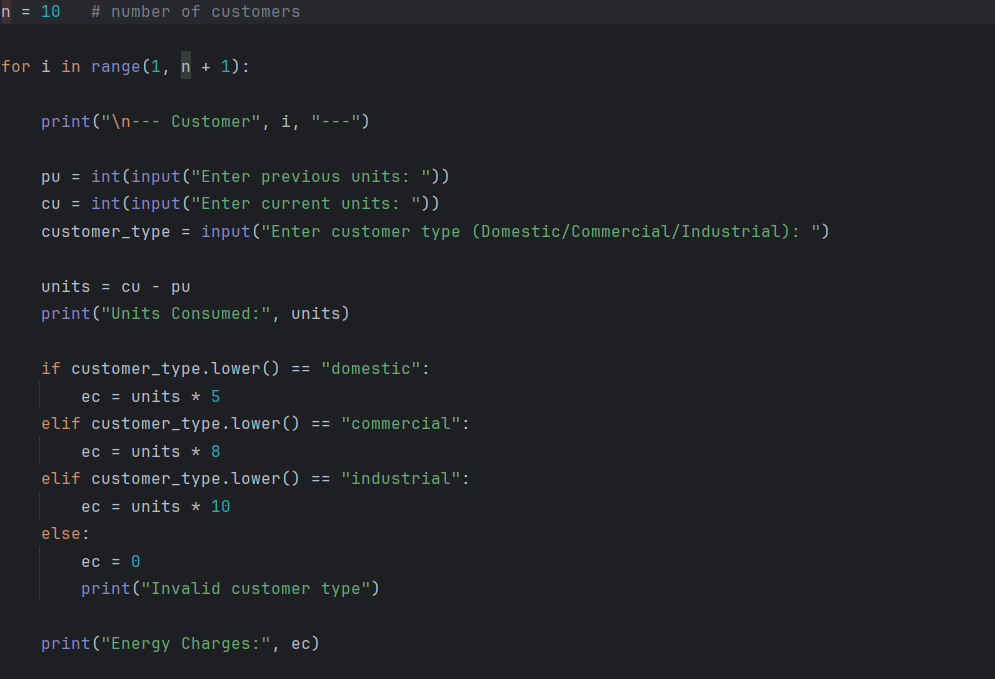 n = 10   # number of customers
for i in range(1, n + 1):
    print("\n--- Customer", i, "---")
    pu = int(input("Enter previous units: "))
    cu = int(input("Enter current units: "))
    customer_type = input("Enter customer type (Domestic/Commercial/Industrial): ")
    units = cu - pu
    print("Units Consumed:", units)
    if customer_type.lower() == "domestic":
        ec = units * 5
    elif customer_type.lower() == "commercial":
        ec = units * 8
    elif customer_type.lower() == "industrial":
        ec = units * 10
    else:
        ec = 0
        print("Invalid customer type")
    print("Energy Charges:", ec)